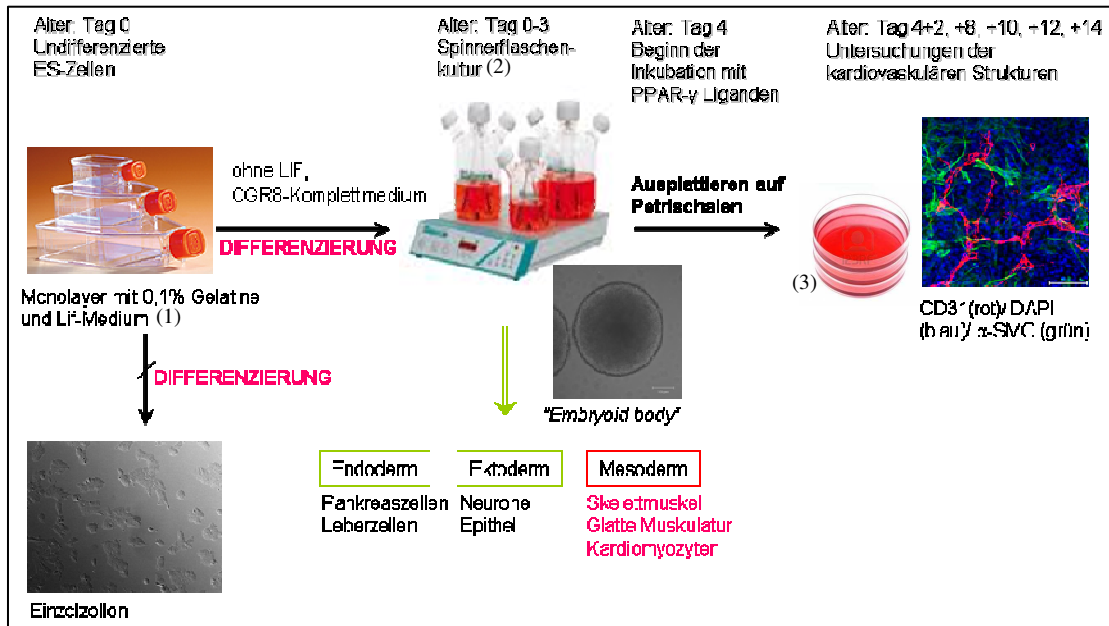 Alter: Tag 0
Undifferenzierte
ES-Zellen
Alter: Tag 0-3
Spinnerflaschen-
kultur (2)
Alter: Tag 4
Beginn der
Inkubation mit
PPAR-γ Liganden
Alter: Tag 4+2, +8, +10, +12, +14
Untersuchungen der
kardiovaskulären Strukturen
ohne LIF,
CGR8-Komplettmedium
DIFFERENZIERUNG
Ausplattieren auf
Petrischalen
(3)
Monolayer mit 0,1% Gelatine
und Lif-Medium (1)
CD31(rot)/ DAPI
(blau)/ α-SMC (grün)
DIFFERENZIERUNG
"Embryoid body"
Endoderm
Ektoderm
Mesoderm
Pankreaszellen
Leberzellen
Neurone
Epithel
Skelettmuskel
Glatte Muskulatur
Kardiomyozyten
Einzelzellen